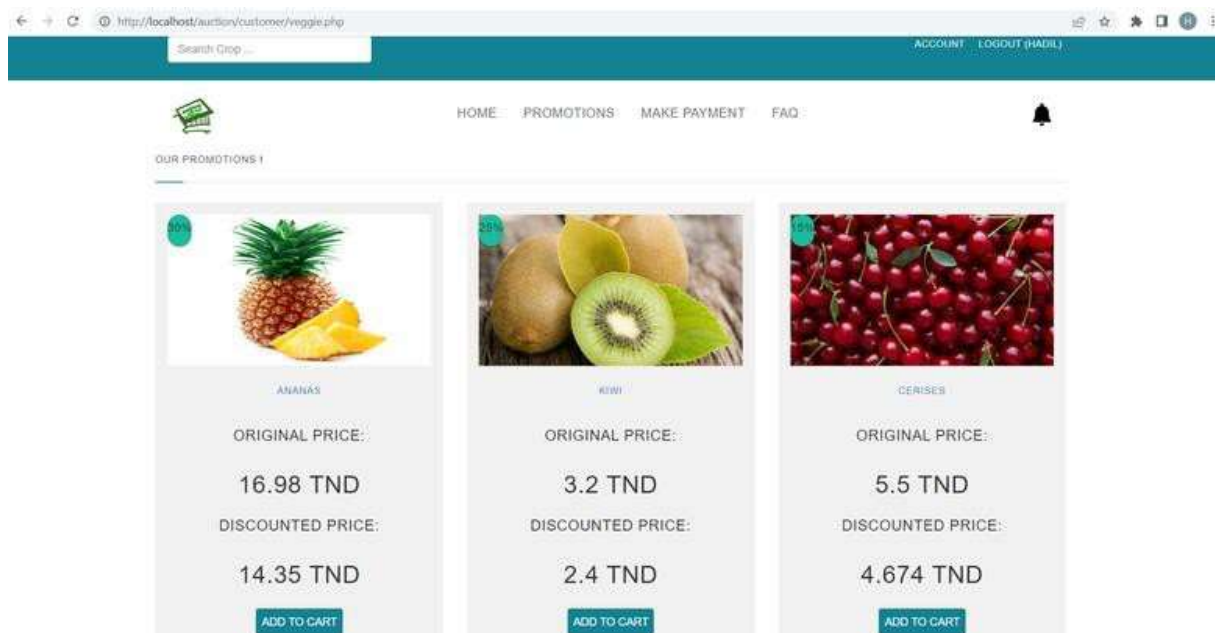 http://localhost/auction/customer/veggie.php
H
Search Crop ...
ACCOUNT LOGOUT (HADIL)
HOME PROMOTIONS MAKE PAYMENT FAQ
OUR PROMOTIONS !
30% 25% 15%
ANANAS KIWI CERISES
ORIGINAL PRICE: ORIGINAL PRICE: ORIGINAL PRICE:
16.98 TND 3.2 TND 5.5 TND
DISCOUNTED PRICE: DISCOUNTED PRICE: DISCOUNTED PRICE:
14.35 TND 2.4 TND 4.674 TND
ADD TO CART ADD TO CART ADD TO CART